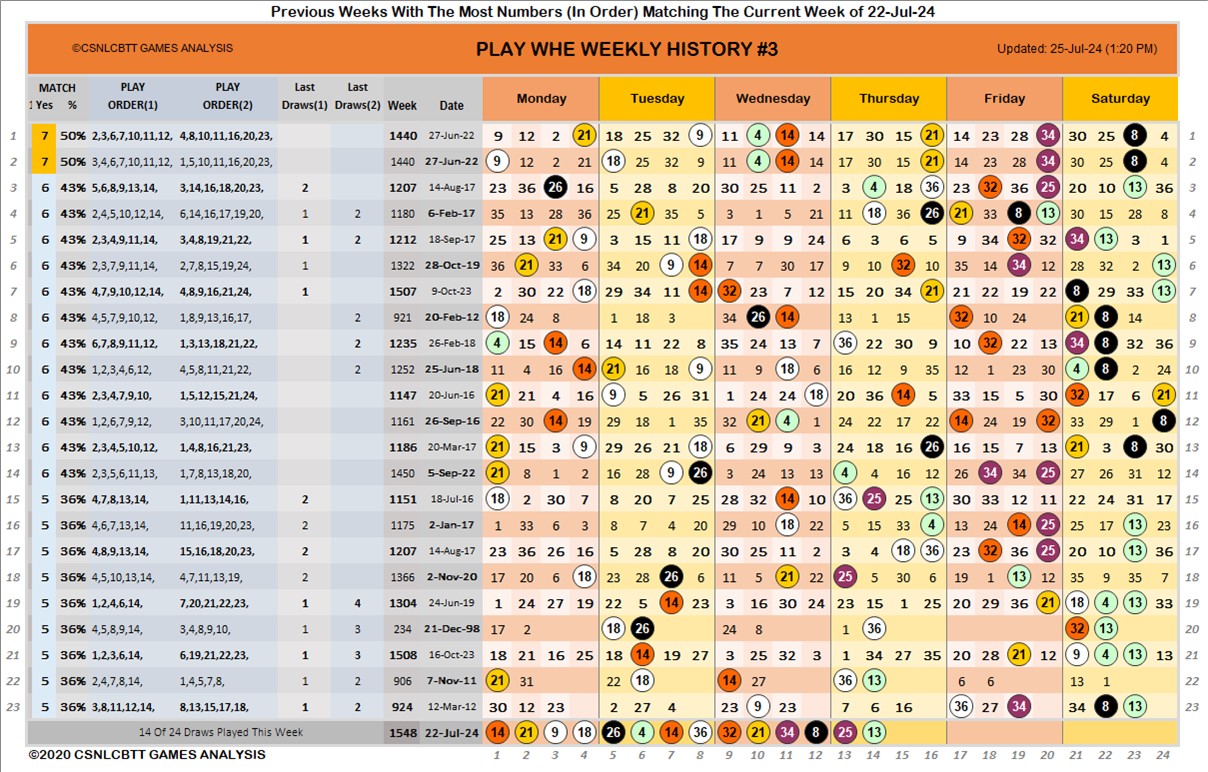 Previous Weeks With The Most Numbers (In Order) Matching The Current Week of 22-Jul-24
©CSNLCBTT GAMES ANALYSIS PLAY WHE WEEKLY HISTORY #3 Updated: 25-Jul-24 (1:20 PM)
MATCH PLAY PLAY Last Last
1 Yes % ORDER(1) ORDER(2) Draws(1) Draws(2) Week Date Monday Tuesday Wednesday Thursday Friday Saturday
1 7 50% 2,3,6,7,10,11,12, 4,8,10,11,16,20,23, 1440 27-Jun-22 9 12 2 21 18 25 32 9 11 4 11 14 17 30 15 21 14 23 28 34 30 25 8 4 1
2 7 50% 3,4,6,7,10,11,12, 1,5,10,11,16,20,23, 1440 27-Jun-22 9 12 2 21 18 25 32 9 11 4 11 14 17 30 15 21 14 23 28 34 30 25 8 4 2
3 6 43% 5,6,8,9,13,14, 3,14,16,18,20,23, 2 1207 14-Aug-17 23 36 26 16 5 28 8 20 30 25 11 2 3 4 18 36 23 32 36 25 20 10 13 36 3
4 6 43% 2,4,5,10,12,14, 6,14,16,17,19,20, 1 2 1180 6-Feb-17 35 13 28 36 25 21 35 5 3 1 5 21 11 18 36 26 21 33 8 13 30 15 28 8 4
5 6 43% 2,3,4,9,11,14, 3,4,8,19,21,22, 1 2 1212 18-Sep-17 25 13 21 9 3 15 11 18 17 9 9 24 6 3 6 5 9 34 32 32 34 13 3 1 5
6 6 43% 2,3,7,9,11,14, 2,7,8,15,19,24, 1 1322 28-Oct-19 36 21 33 6 34 20 9 14 7 7 30 17 9 10 32 10 35 14 34 12 28 32 2 13 6
7 6 43% 4,7,9,10,12,14, 4,8,9,16,21,24, 1 1507 9-Oct-23 2 30 22 18 29 34 11 14 32 23 7 12 15 20 34 21 21 22 19 22 8 29 33 13 7
8 6 43% 4,5,7,9,10,12, 1,8,9,13,16,17, 2 921 20-Feb-12 18 24 8 1 18 3 34 26 14 13 1 15 32 10 24 21 8 14 8
9 6 43% 6,7,8,9,11,12, 1,3,13,18,21,22, 2 1235 26-Feb-18 4 15 14 6 14 11 22 8 35 24 13 7 36 22 30 9 10 32 22 13 34 8 32 36 9
10 6 43% 1,2,3,4,6,12, 4,5,8,11,21,22, 2 1252 25-Jun-18 11 4 16 14 21 16 18 9 11 9 18 6 16 12 9 35 12 1 23 30 4 8 2 24 10
11 6 43% 2,3,4,7,9,10, 1,5,12,15,21,24, 1147 20-Jun-16 21 21 4 16 9 5 26 31 1 24 24 18 20 36 14 5 33 15 5 30 32 17 6 21 11
12 6 43% 1,2,6,7,9,12, 3,10,11,17,20,24, 1161 26-Sep-16 22 30 14 19 29 18 1 35 32 21 4 1 24 22 17 22 14 24 19 32 33 29 1 8 12
13 6 43% 2,3,4,5,10,12, 1,4,8,16,21,23, 1186 20-Mar-17 21 15 3 9 29 26 21 18 6 29 9 3 24 18 16 26 16 15 7 13 21 3 8 30 13
14 6 43% 2,3,5,6,11,13, 1,7,8,13,18,20, 1450 5-Sep-22 21 8 1 2 16 28 9 26 3 24 13 13 4 4 16 12 26 34 34 25 27 26 31 12 14
15 5 36% 4,7,8,13,14, 1,11,13,14,16, 2 1151 18-Jul-16 18 2 30 7 8 20 7 25 28 32 14 10 36 25 25 13 30 33 12 11 22 24 31 17 15
16 5 36% 4,6,7,13,14, 11,16,19,20,23, 2 1175 2-Jan-17 1 33 6 3 8 7 4 20 29 10 18 22 5 15 33 4 13 24 14 25 25 17 13 23 16
17 5 36% 4,8,9,13,14, 15,16,18,20,23, 2 1207 14-Aug-17 23 36 26 16 5 28 8 20 30 25 11 2 3 4 18 36 23 32 36 25 20 10 13 36 17
18 5 36% 4,5,10,13,14, 4,7,11,13,19, 2 1366 2-Nov-20 17 20 6 18 23 28 26 6 11 5 21 22 25 5 30 6 19 1 13 12 35 5 35 7 18
19 5 36% 1,2,4,6,14, 7,20,21,22,23, 1 4 1304 24-Jun-19 1 24 27 19 22 5 14 23 3 16 30 24 23 15 1 25 20 29 36 21 18 4 13 33 19
20 5 36% 4,5,8,9,14, 3,4,8,9,10, 1 3 234 21-Dec-98 17 2 18 26 24 8 1 36 32 13 20
21 5 36% 1,2,3,6,14, 6,19,21,22,23, 1 3 1508 16-Oct-23 18 21 16 25 18 14 19 27 3 25 32 3 1 34 27 35 20 28 21 12 9 4 13 13 21
22 5 36% 2,4,7,8,14, 1,4,5,7,8, 1 2 906 7-Nov-11 21 31 22 18 14 27 36 13 6 6 13 1 22
23 5 36% 3,8,11,12,14, 8,13,15,17,18, 1 2 924 12-Mar-12 30 12 23 2 27 4 23 9 23 7 6 16 36 27 34 34 8 13 23
14 Of 24 Draws Played This Week 1548 22-Jul-24 14 21 9 18 26 4 14 36 32 21 34 8 25 13
©2020 CSNLCBTT GAMES ANALYSIS 1 2 3 4 5 6 7 8 9 10 11 12 13 14 15 16 17 18 19 20 21 22 23 24